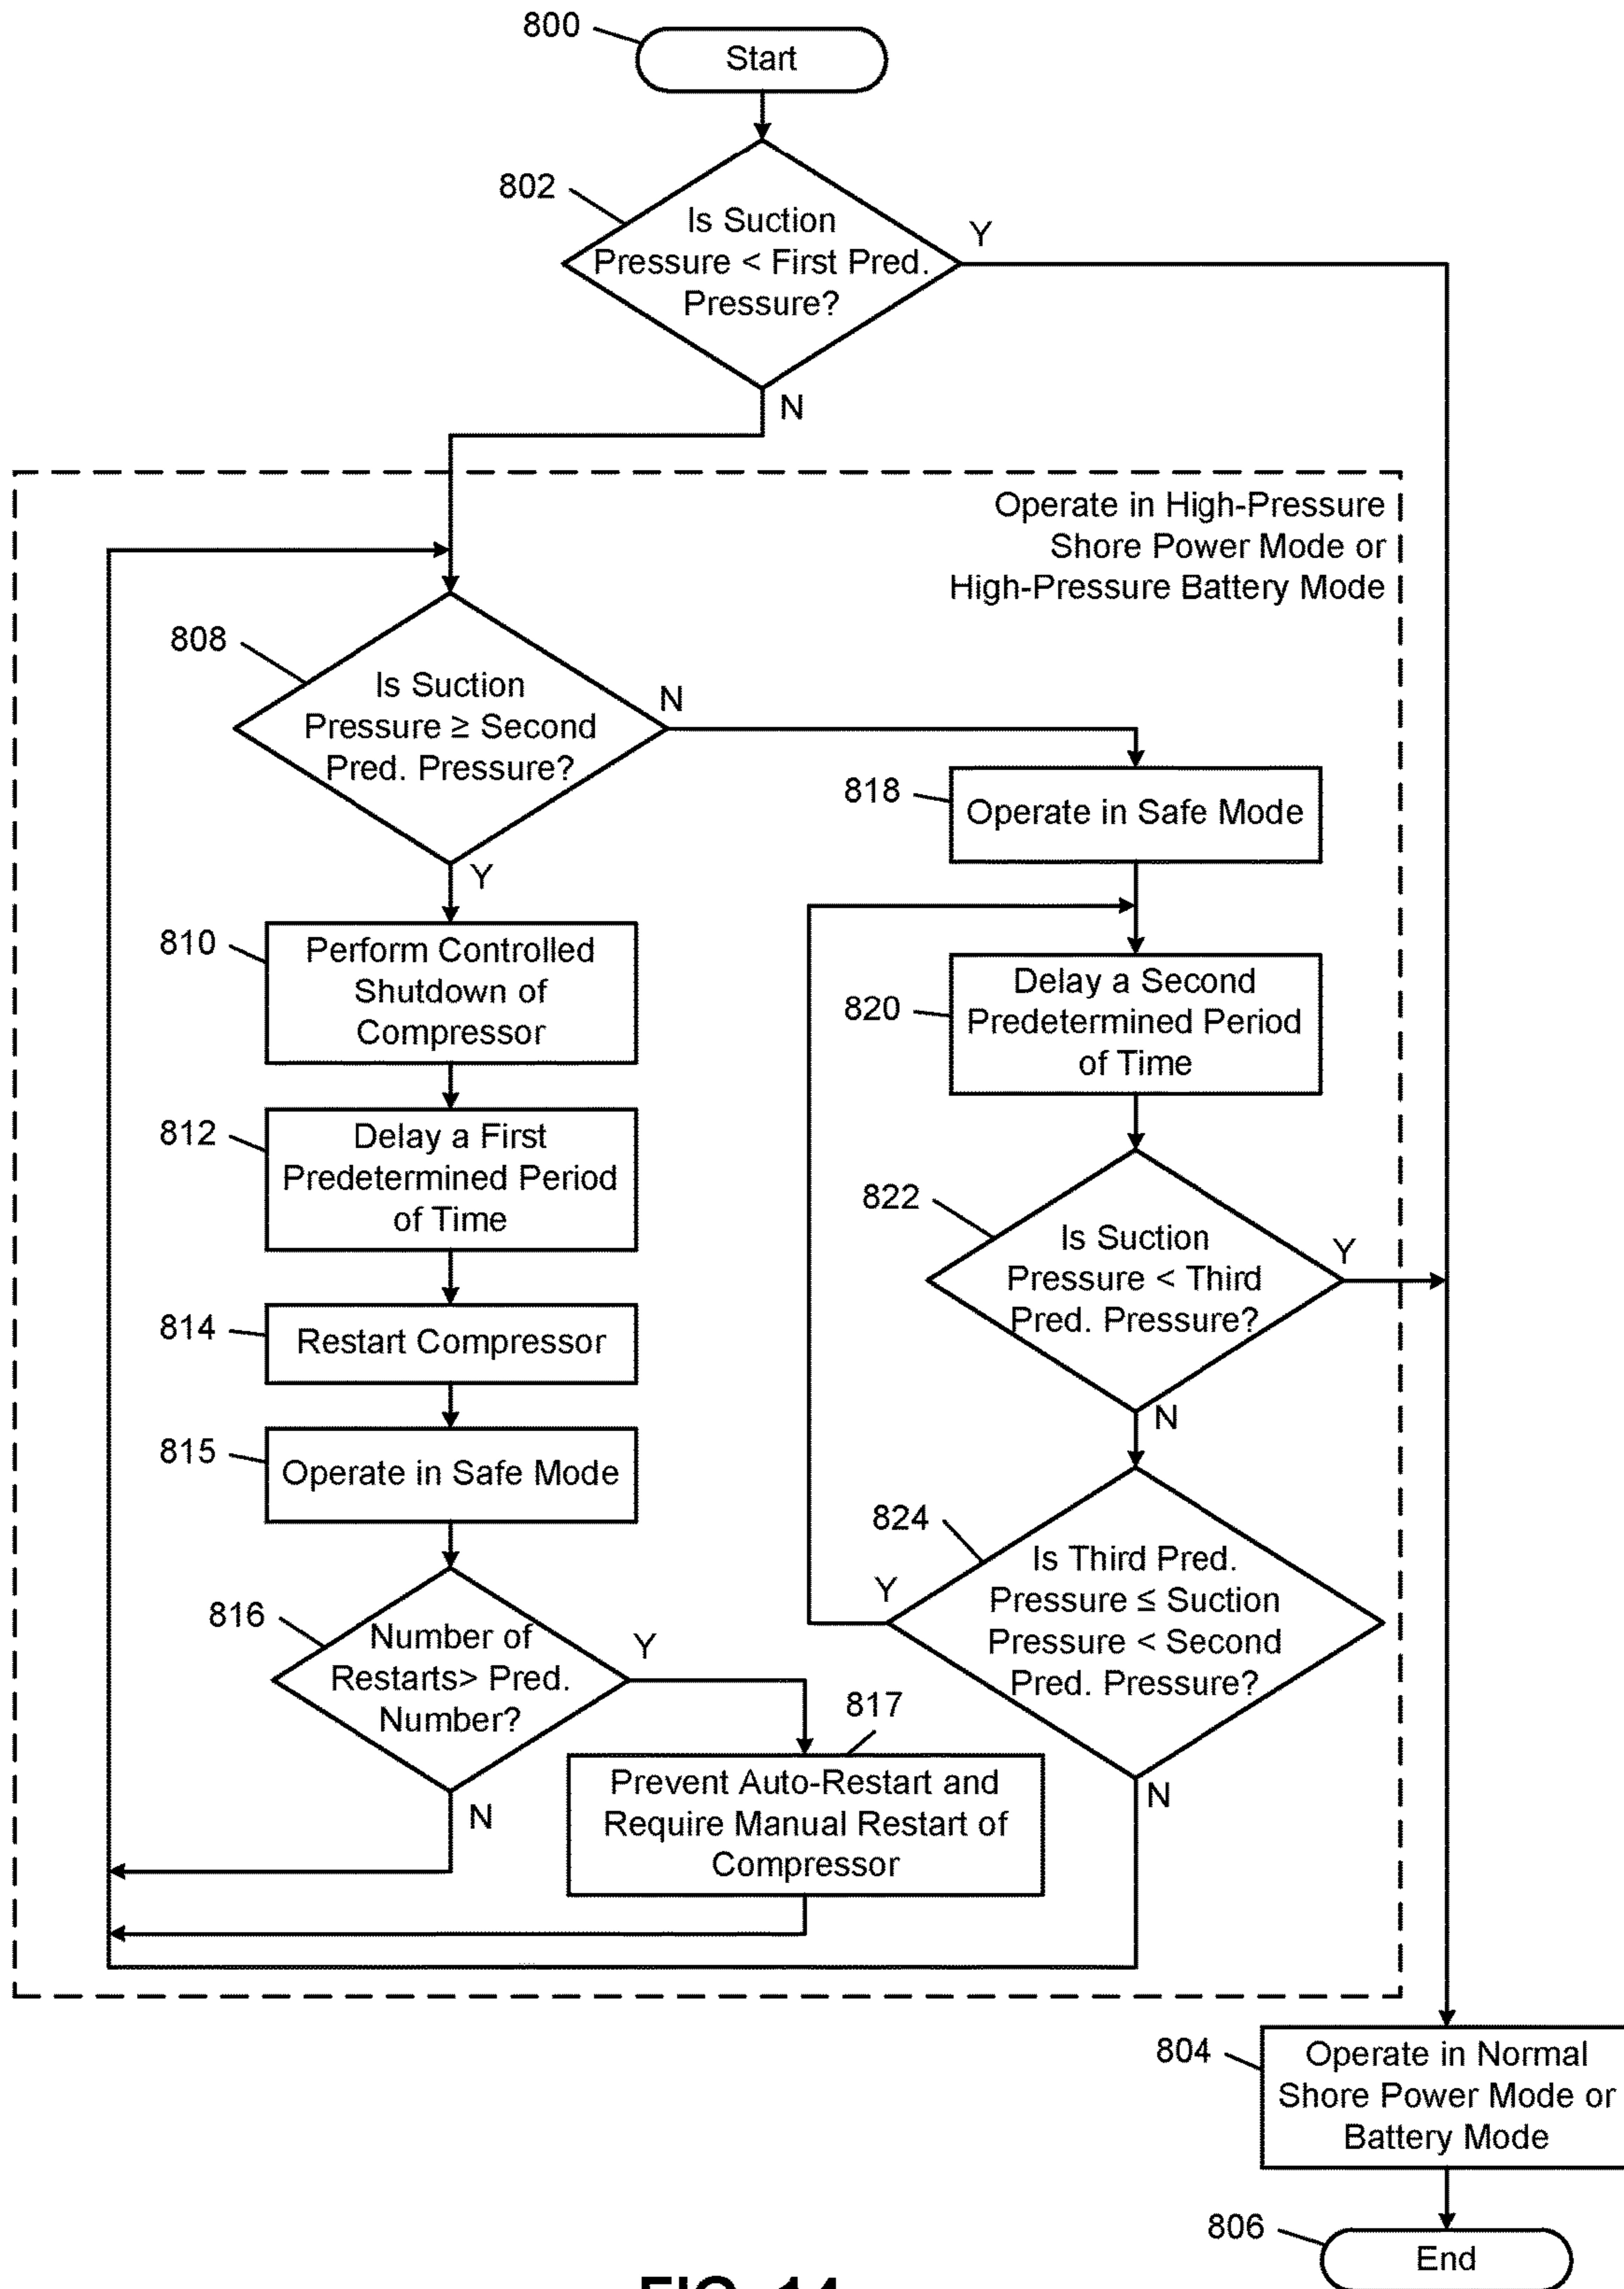 800
Start
802
Is Suction
Pressure < First Pred.
Pressure?
Y
N
Operate in High-Pressure
Shore Power Mode or
High-Pressure Battery Mode
808
Is Suction
Pressure ≥ Second
Pred. Pressure?
N
Y
818
Operate in Safe Mode
810
Perform Controlled
Shutdown of
Compressor
820
Delay a Second
Predetermined Period
of Time
812
Delay a First
Predetermined Period
of Time
822
Is Suction
Pressure < Third
Pred. Pressure?
Y
N
814
Restart Compressor
815
Operate in Safe Mode
824
Is Third Pred.
Pressure ≤ Suction
Pressure < Second
Pred. Pressure?
Y
N
816
Number of
Restarts> Pred.
Number?
Y
N
817
Prevent Auto-Restart and
Require Manual Restart of
Compressor
804
Operate in Normal
Shore Power Mode or
Battery Mode
806
End
FIG. 14